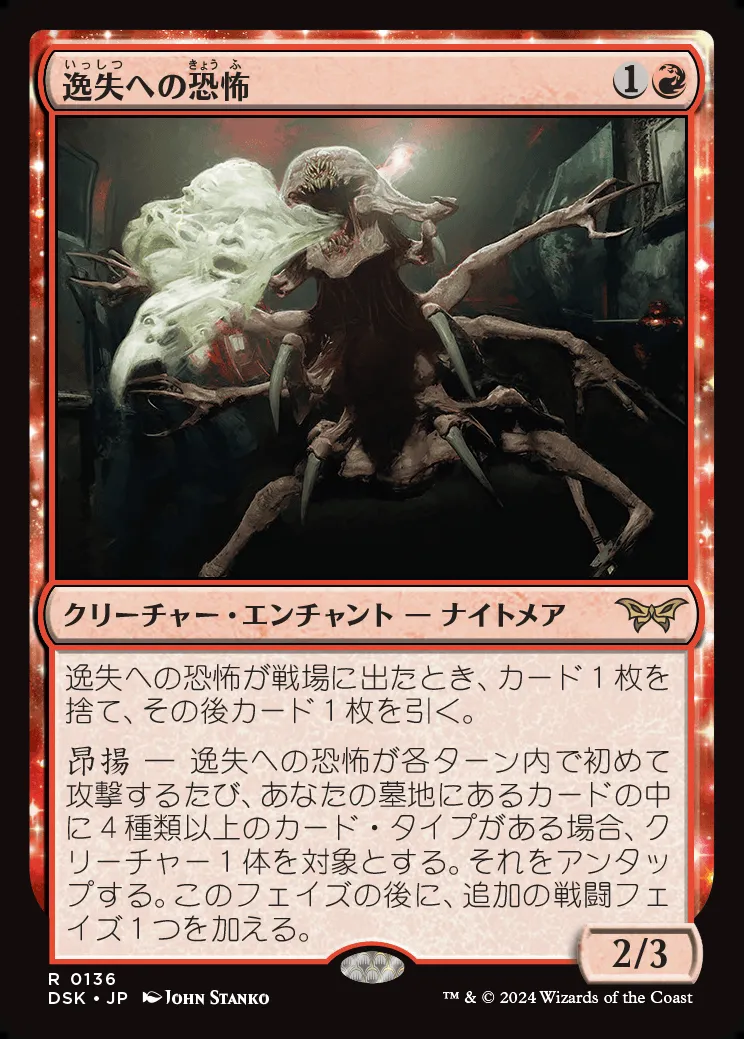 いっしつ きょうふ
逸失への恐怖
1
クリーチャー・エンチャント — ナイトメア
逸失への恐怖が戦場に出たとき、カード1枚を
捨て、その後カード1枚を引く。
昂揚 — 逸失への恐怖が各ターン内で初めて
攻撃するたび、あなたの墓地にあるカードの中
に4種類以上のカード・タイプがある場合、ク
リーチャー1体を対象とする。それをアンタッ
プする。このフェイズの後に、追加の戦闘フェ
イズ1つを加える。
2/3
R 0136
DSK • JP John Stanko
™ & © 2024 Wizards of the Coast